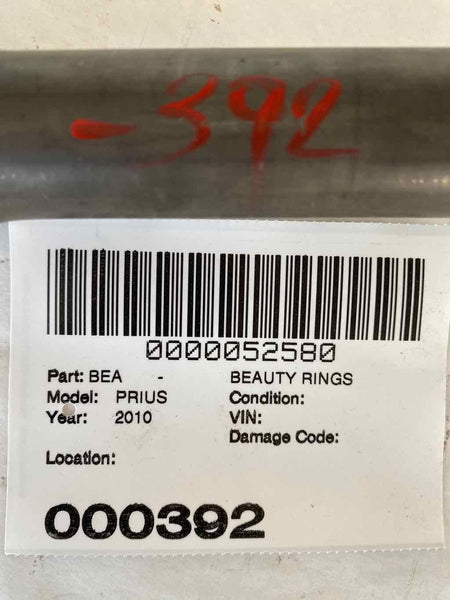 -392
0000052580
Part: BEA - BEAUTY RINGS
Model: PRIUS Condition:
Year: 2010 VIN:
Damage Code:
Location:
000392